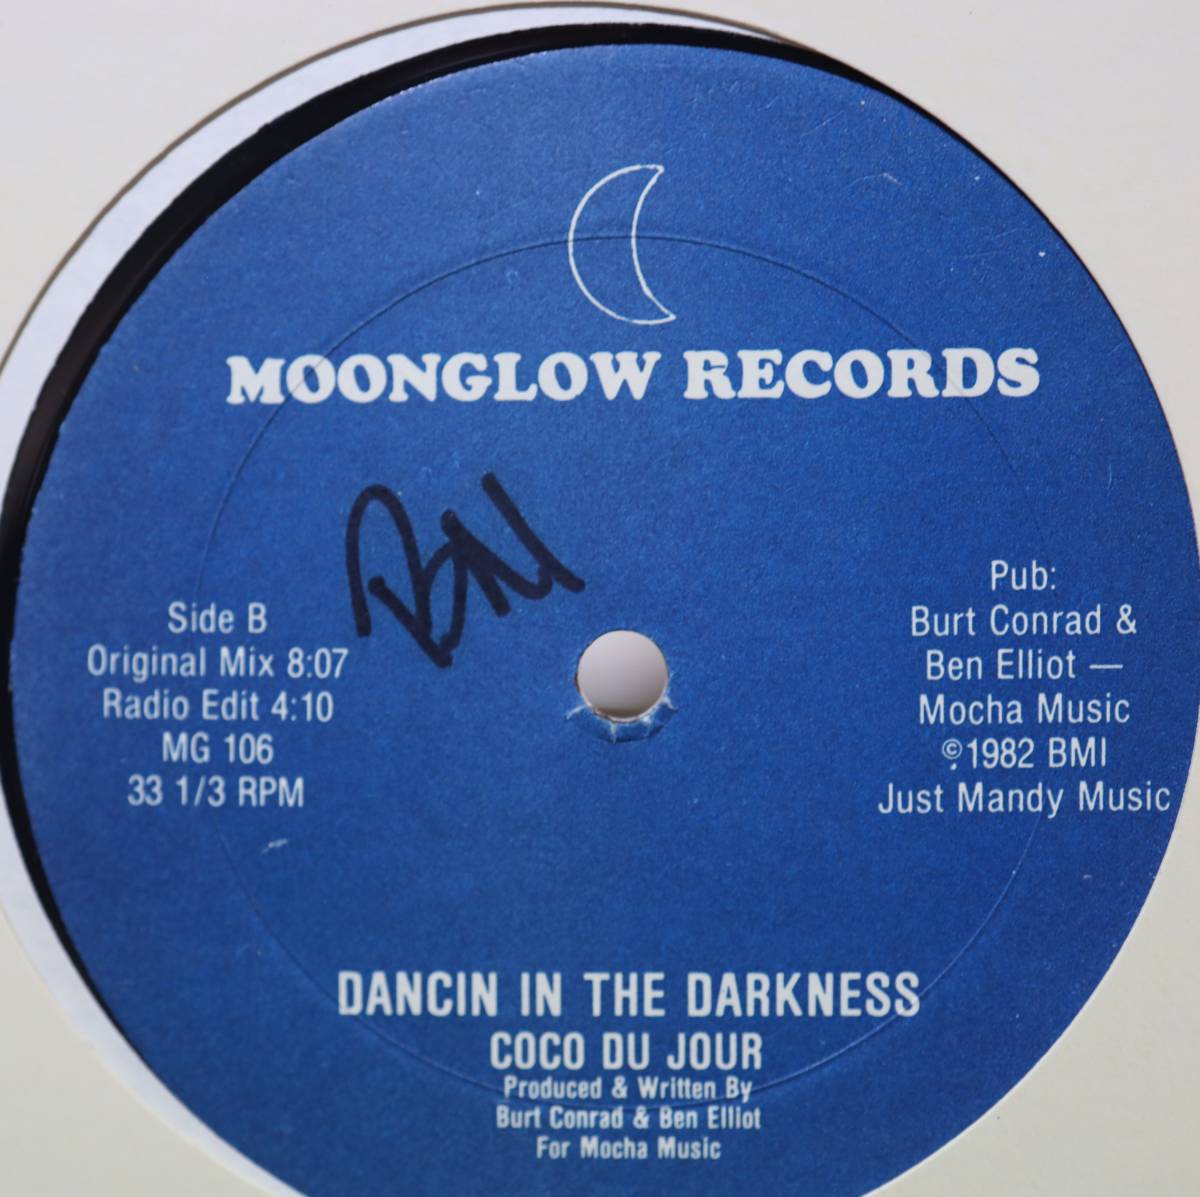 MOONGLOW RECORDS
Side B
Original Mix 8:07
Radio Edit 4:10
MG 106
33 1/3 RPM
Pub:
Burt Conrad &
Ben Elliot —
Mocha Music
©1982 BMI
Just Mandy Music
DANCIN IN THE DARKNESS
COCO DU JOUR
Produced & Written By
Burt Conrad & Ben Elliot
For Mocha Music